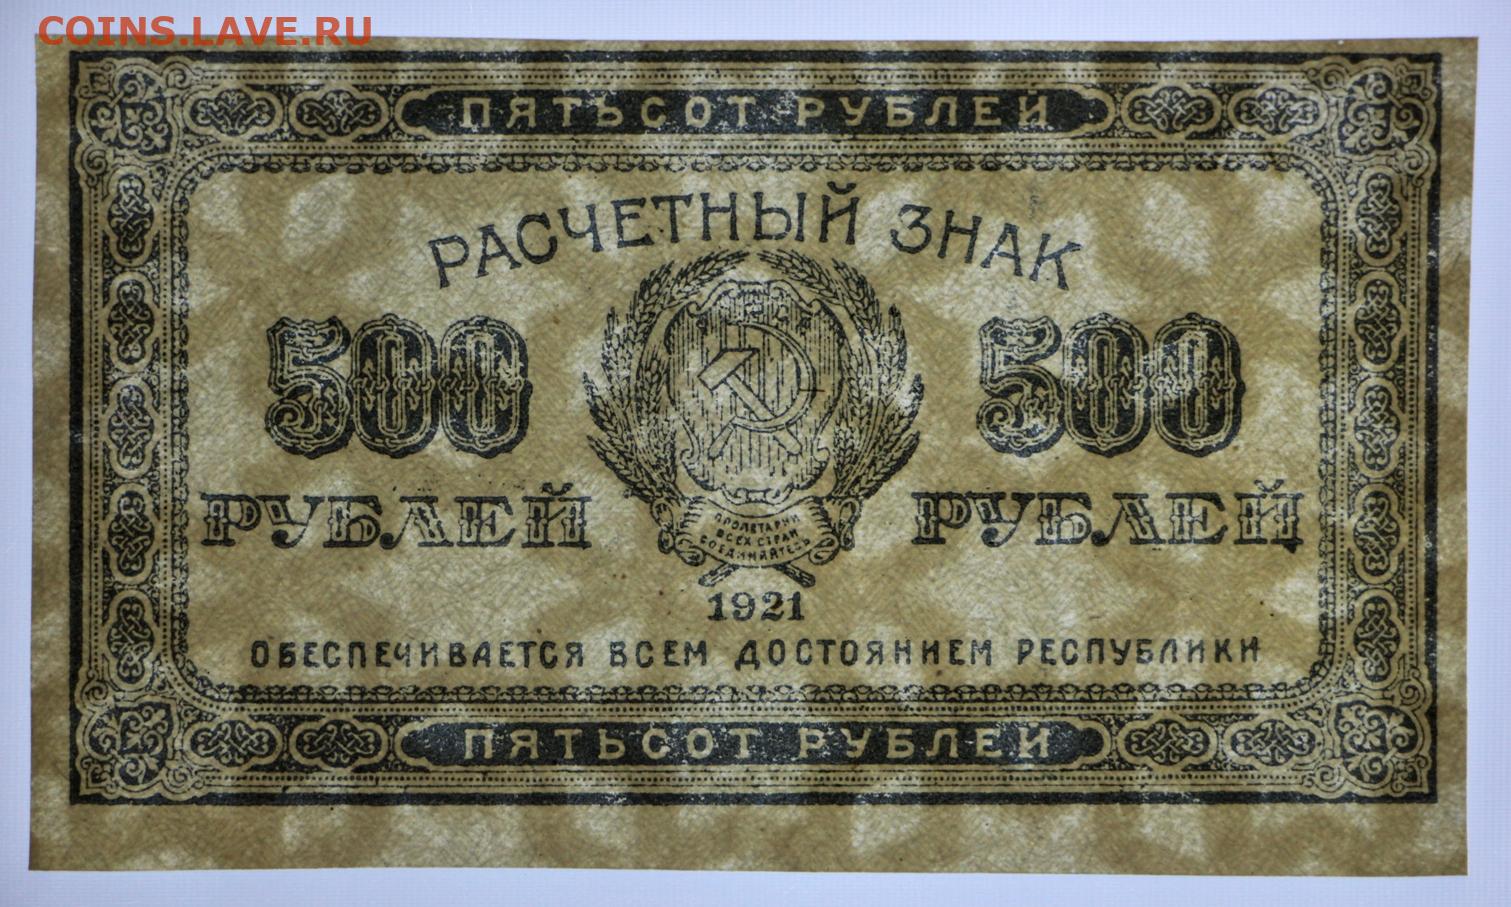 COINS.LAVE.RU
ПЯТЬСОТ РУБЛЕЙ
РАСЧЕТНЫЙ ЗНАК
500 500
РУБЛЕЙ РУБЛЕЙ
ПРОЛЕТАРИИ
ВСЕХ СТРАН
СОЕДИНЯЙТЕСЬ
1921
ОБЕСПЕЧИВАЕТСЯ ВСЕМ ДОСТОЯНИЕМ РЕСПУБЛИКИ
ПЯТЬСОТ РУБЛЕЙ